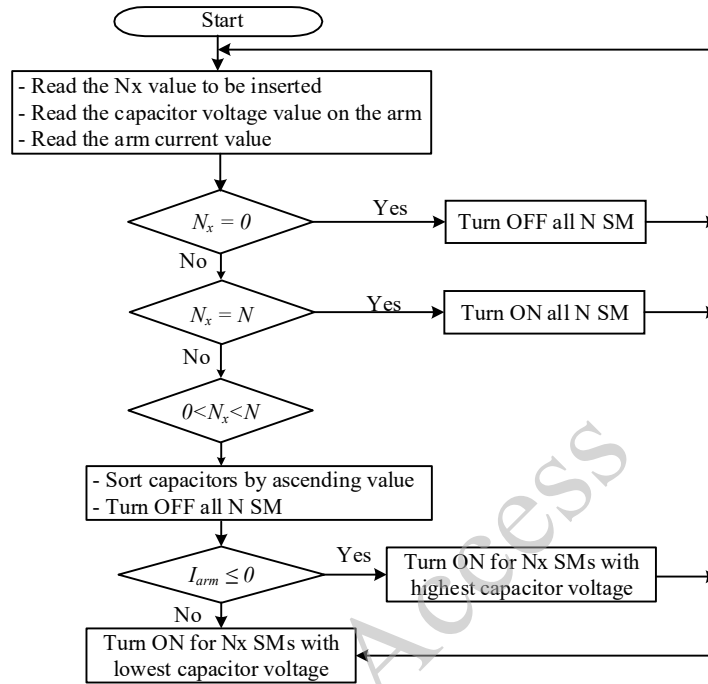 Start
- Read the Nx value to be inserted
- Read the capacitor voltage value on the arm
- Read the arm current value
Nx = 0
Yes
Turn OFF all N SM
No
Nx = N
Yes
Turn ON all N SM
No
0<Nx<N
- Sort capacitors by ascending value
- Turn OFF all N SM
Iarm ≤ 0
Yes
Turn ON for Nx SMs with
highest capacitor voltage
No
Turn ON for Nx SMs with
lowest capacitor voltage
Access